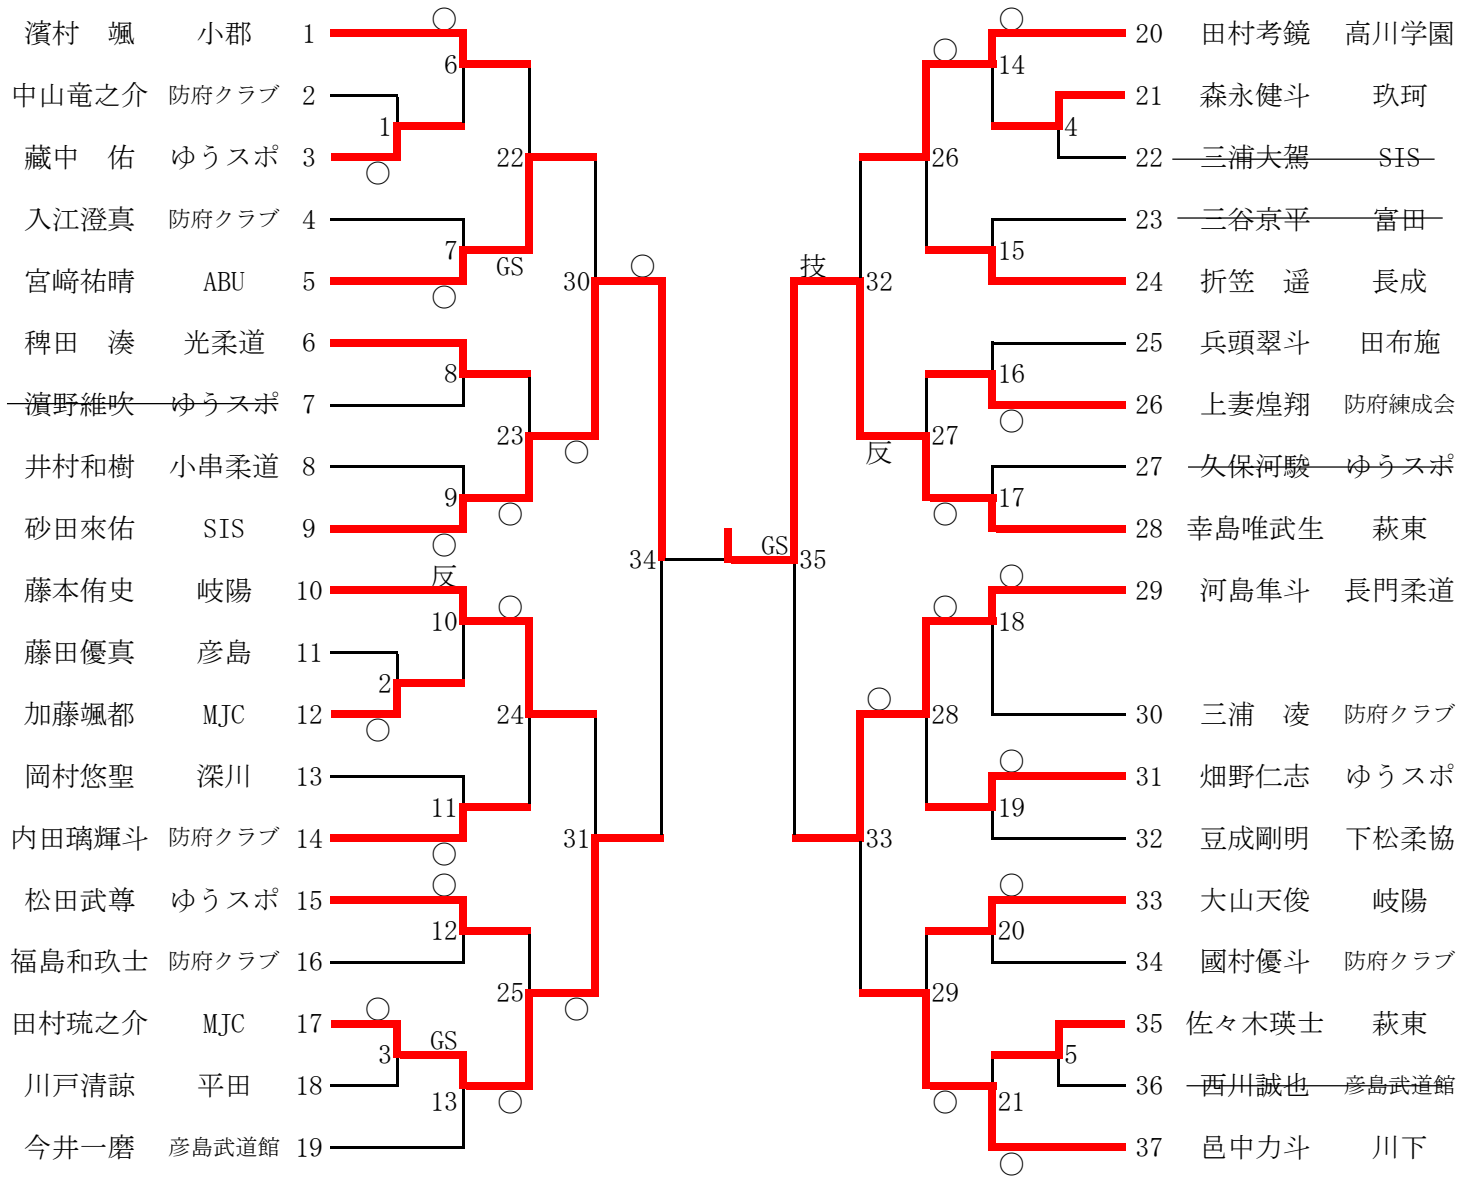 濱村 颯 小郡 1
中山竜之介 防府クラブ 2
藏中 佑 ゆうスポ 3
入江澄真 防府クラブ 4
宮﨑祐晴 ABU 5
稗田 湊 光柔道 6
濵野維吹 ゆうスポ 7
井村和樹 小串柔道 8
砂田來佑 SIS 9
藤本侑史 岐陽 10
藤田優真 彦島 11
加藤颯都 MJC 12
岡村悠聖 深川 13
内田璃輝斗 防府クラブ 14
松田武尊 ゆうスポ 15
福島和玖士 防府クラブ 16
田村琉之介 MJC 17
川戸清諒 平田 18
今井一磨 彦島武道館 19
6
1
○
○
22
7
GS
○
30
○
8
23
○
9
○
○
34
反
10
○
2
○
24
11
○
31
○
12
25
○
○
3
GS
13
○
GS
35
技
32
反
○
○
14
4
26
15
16
○
27
17
○
○
○
18
○
28
○
19
33
○
20
29
5
○
21
○
20 田村考鏡 高川学園
21 森永健斗 玖珂
22 三浦大駕 SIS
23 三谷京平 富田
24 折笠 遥 長成
25 兵頭翠斗 田布施
26 上妻煌翔 防府練成会
27 久保河駿 ゆうスポ
28 幸島唯武生 萩東
29 河島隼斗 長門柔道
30 三浦 凌 防府クラブ
31 畑野仁志 ゆうスポ
32 豆成剛明 下松柔協
33 大山天俊 岐陽
34 國村優斗 防府クラブ
35 佐々木瑛士 萩東
36 西川誠也 彦島武道館
37 邑中力斗 川下